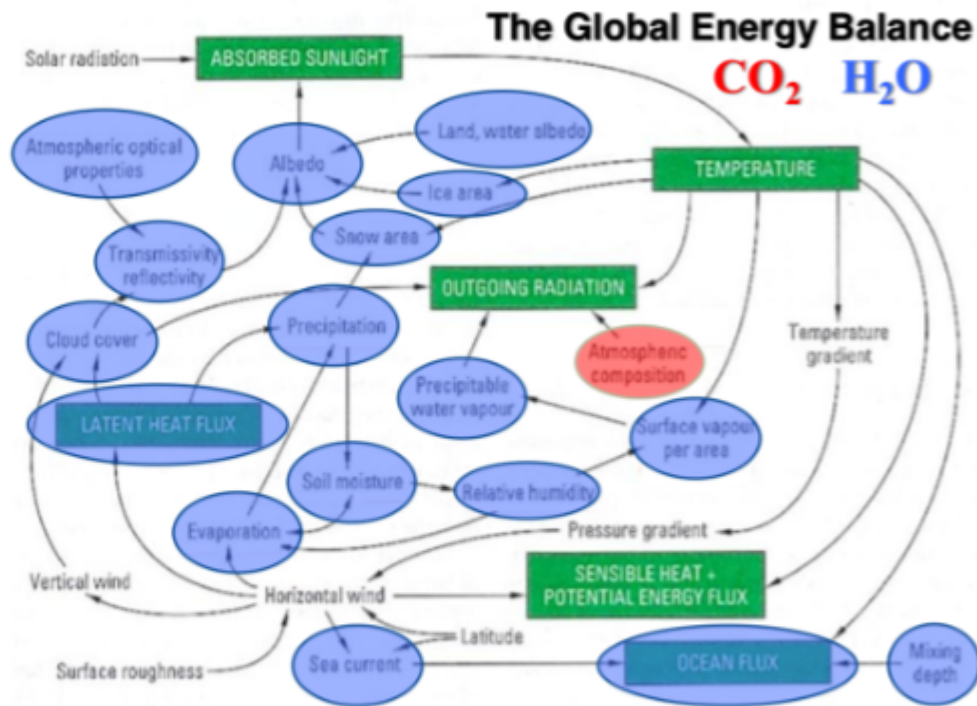 The Global Energy Balance
CO₂ H₂O
Solar radiation
ABSORBED SUNLIGHT
Atmospheric optical
properties
Albedo
Land, water albedo
Ice area
TEMPERATURE
Snow area
Transmissivity
reflectivity
OUTGOING RADIATION
Cloud cover
Precipitation
Temperature
gradient
Atmospheric
composition
Precipitable
water vapour
LATENT HEAT FLUX
Surface vapour
per area
Soil moisture
Relative humidity
Evaporation
Pressure gradient
Vertical wind
Horizontal wind
SENSIBLE HEAT +
POTENTIAL ENERGY FLUX
Latitude
Surface roughness
Sea current
OCEAN FLUX
Mixing
depth